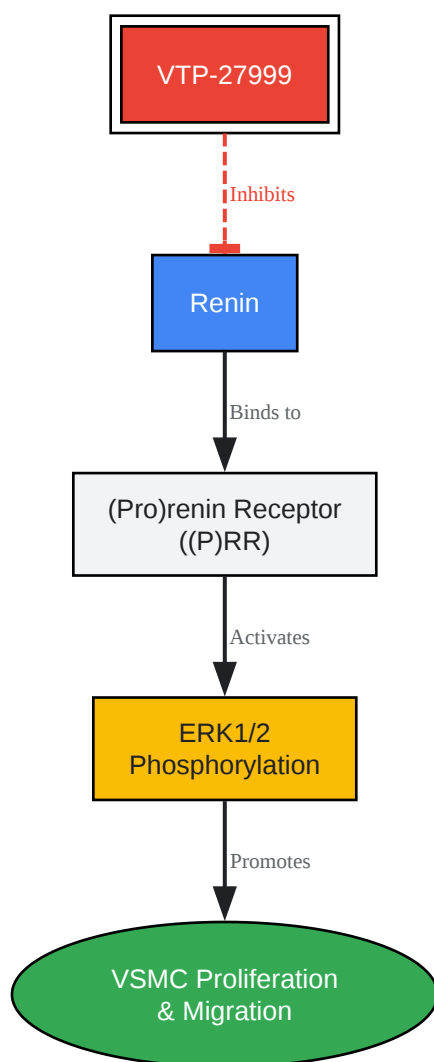 VTP-27999
Inhibits
Renin
Binds to
(Pro)renin Receptor
((P)RR)
Activates
ERK1/2
Phosphorylation
Promotes
VSMC Proliferation
& Migration